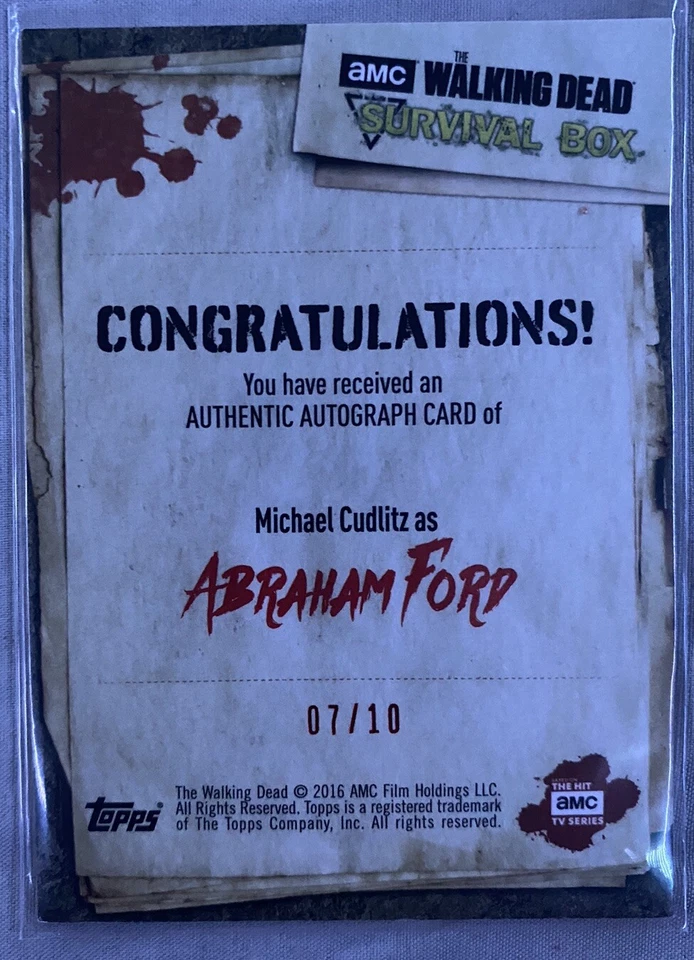 AMC THE WALKING DEAD
SURVIVAL BOX
CONGRATULATIONS!
You have received an
AUTHENTIC AUTOGRAPH CARD of
Michael Cudlitz as
ABRAHAM FORD
07/10
The Walking Dead © 2016 AMC Film Holdings LLC.
All Rights Reserved. Topps is a registered trademark
of The Topps Company, Inc. All rights reserved.
topps
BASED ON
THE HIT
AMC
TV SERIES